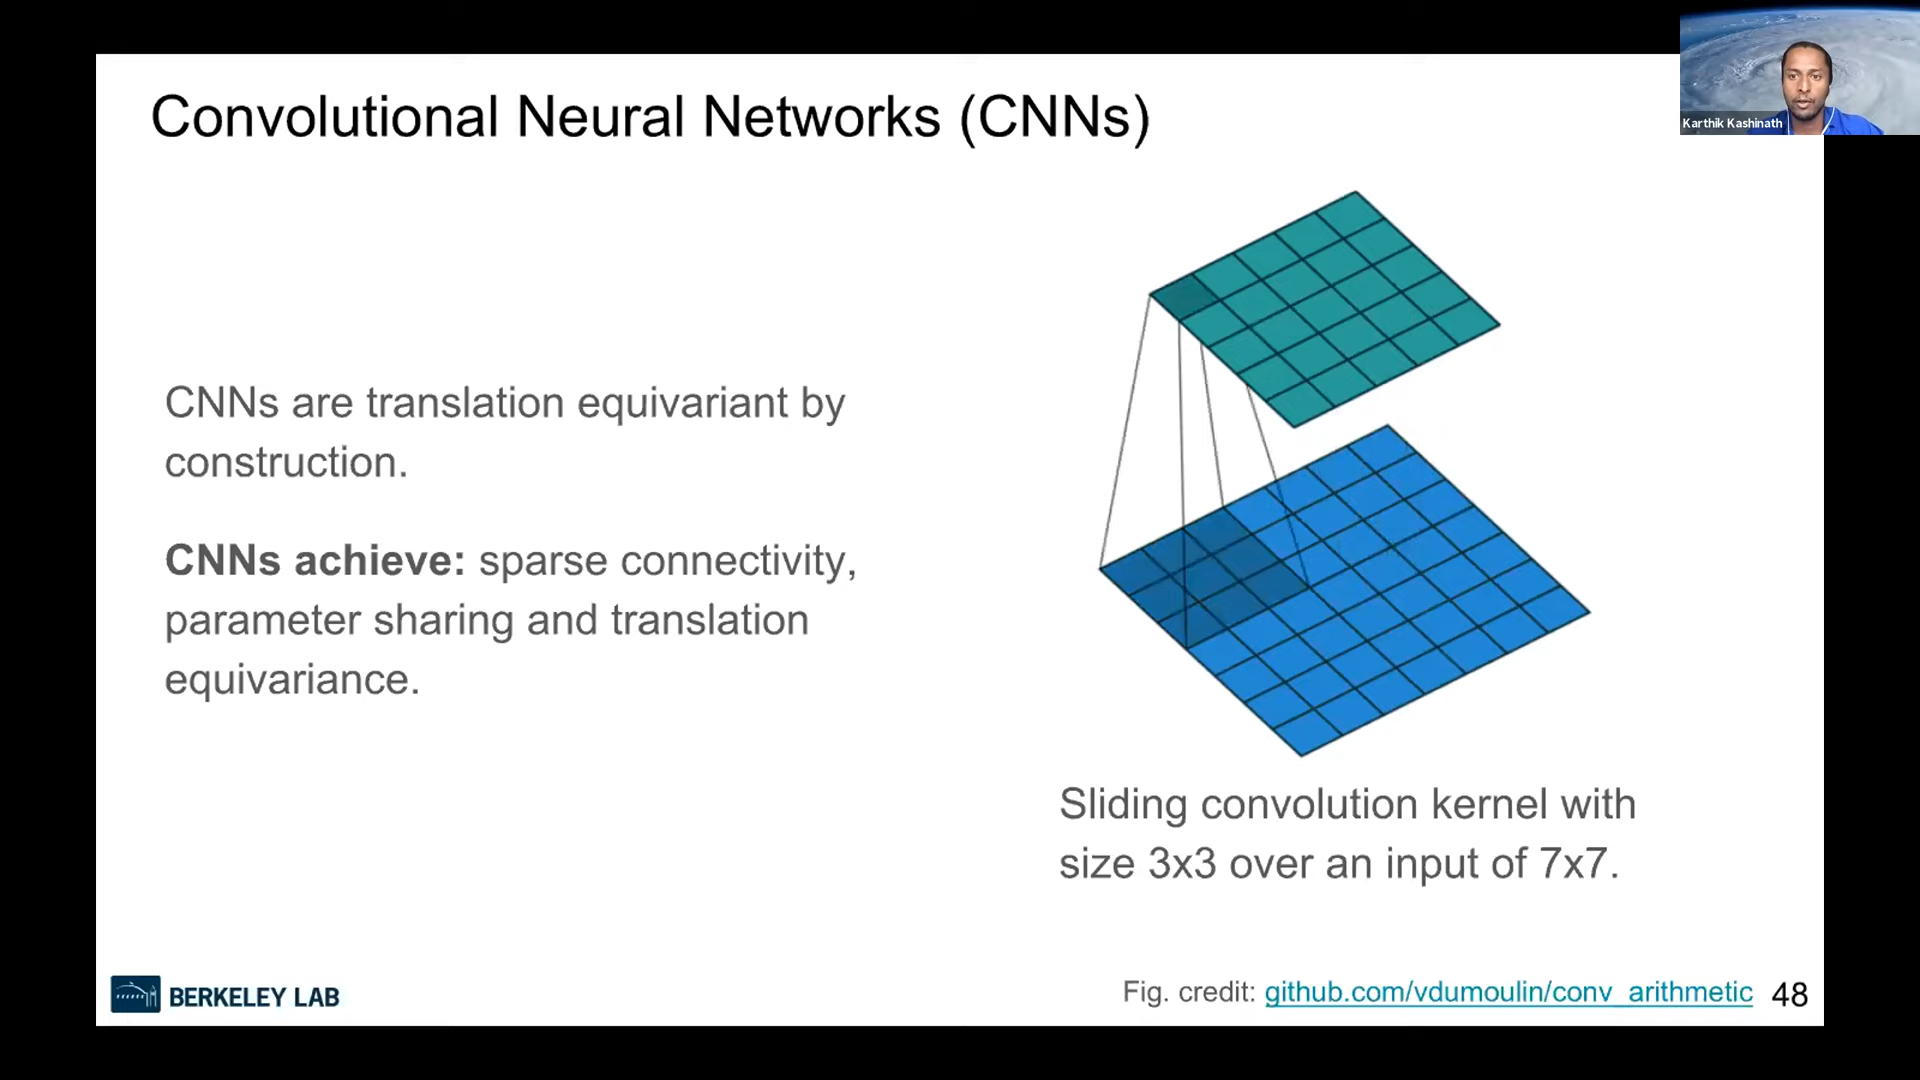 Convolutional Neural Networks (CNNs)
Karthik Kashinath
CNNs are translation equivariant by
construction.
CNNs achieve: sparse connectivity,
parameter sharing and translation
equivariance.
Sliding convolution kernel with
size 3x3 over an input of 7x7.
BERKELEY LAB
Fig. credit: github.com/vdumoulin/conv_arithmetic 48